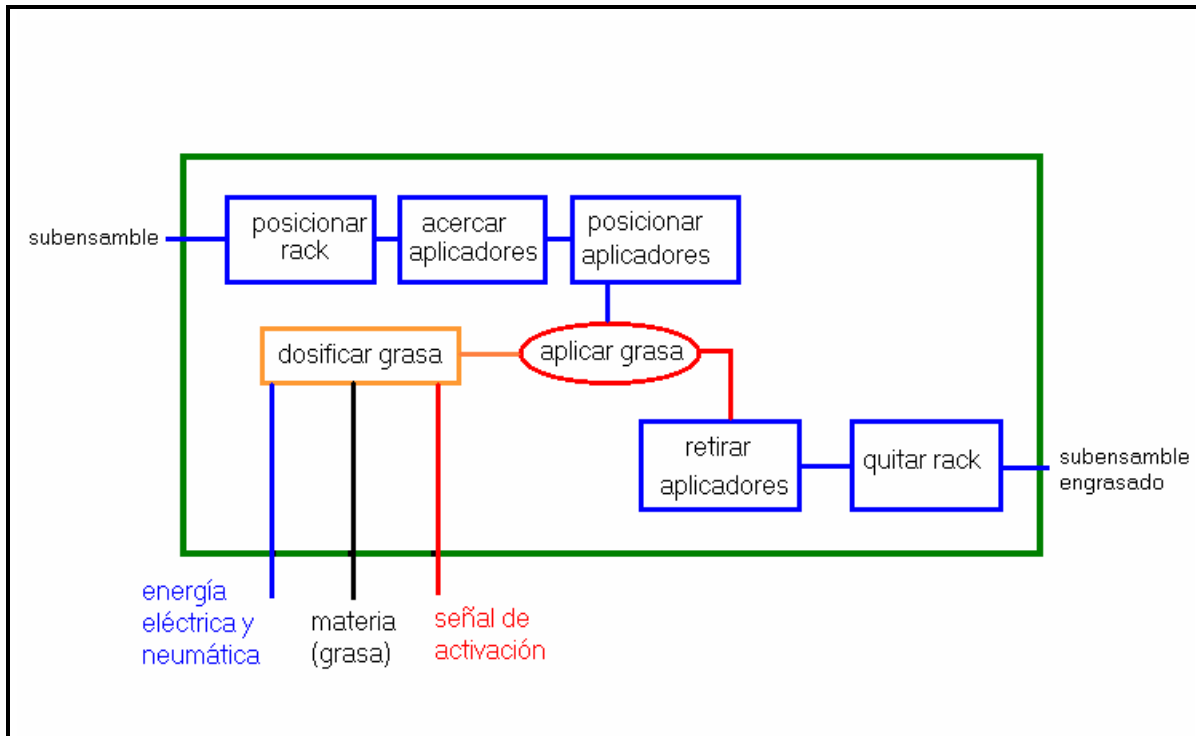 subensamble
posicionar
rack
acercar
aplicadores
posicionar
aplicadores
dosificar grasa
aplicar grasa
retirar
aplicadores
quitar rack
subensamble
engrasado
energía
eléctrica y
neumática
materia
(grasa)
señal de
activación